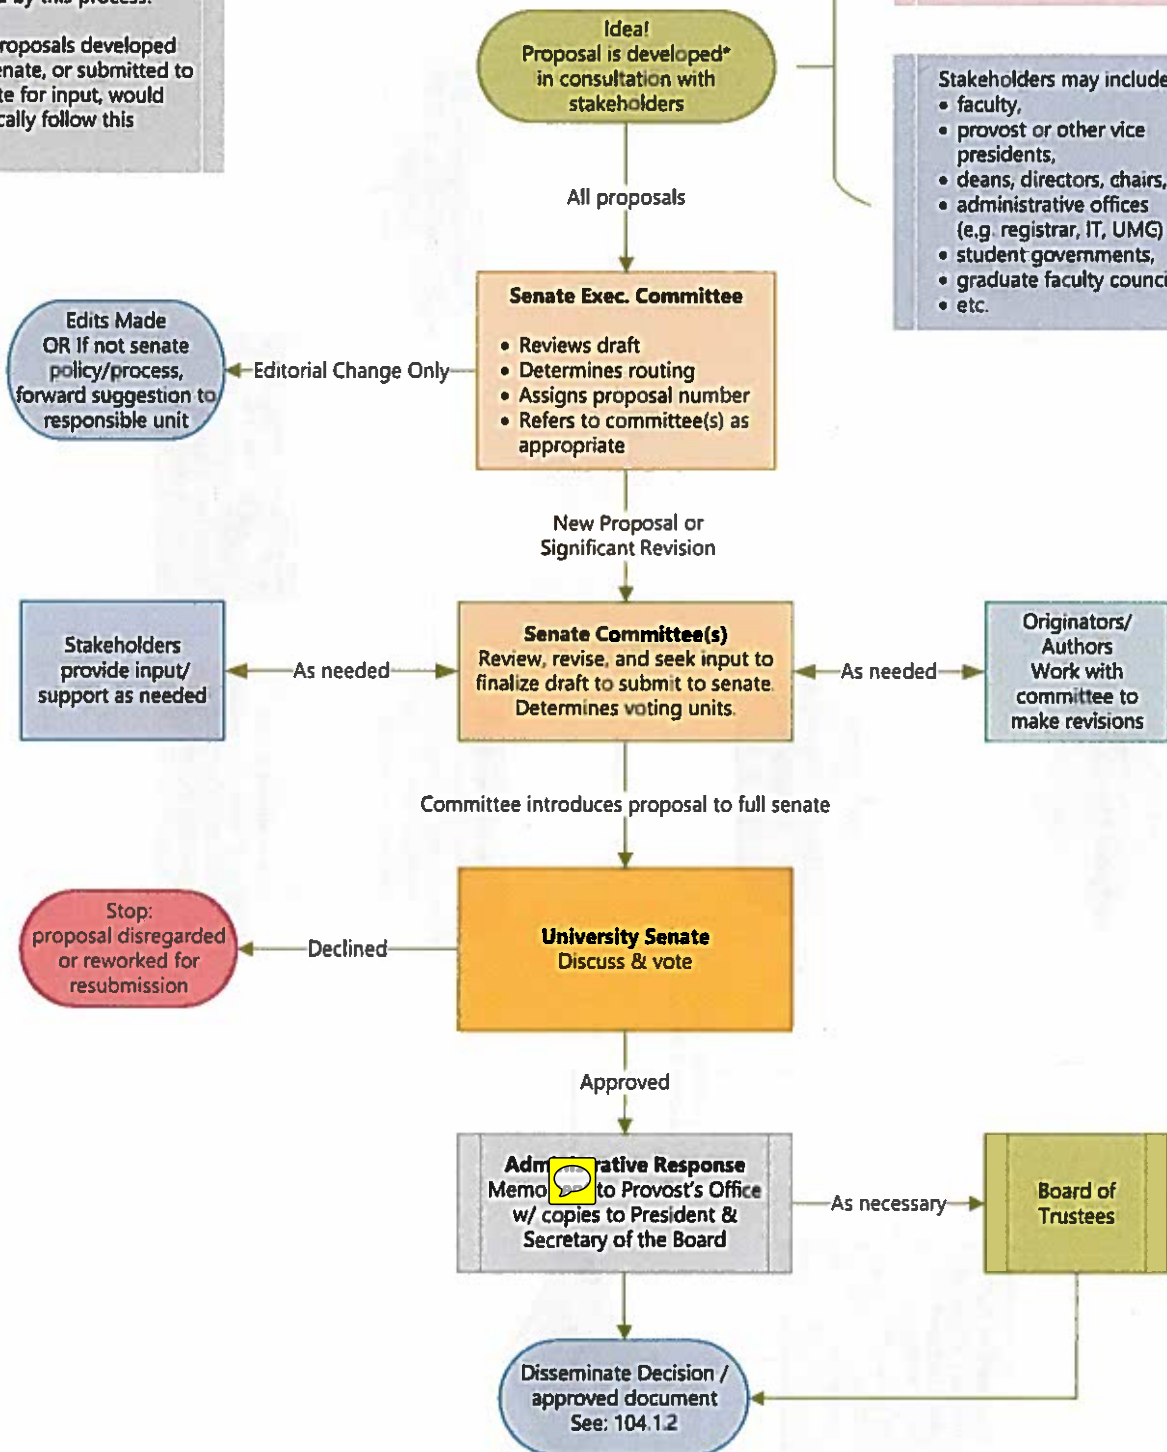 d by this process.
roposals developed
enate, or submitted to
te for input, would
cally follow this
Idea!
Proposal is developed*
in consultation with
stakeholders
Stakeholders may include
• faculty,
• provost or other vice
presidents,
• deans, directors, chairs,
• administrative offices
(e.g. registrar, IT, UMC)
• student governments,
• graduate faculty counci
• etc.
All proposals
Senate Exec. Committee
• Reviews draft
• Determines routing
• Assigns proposal number
• Refers to committee(s) as
appropriate
Editorial Change Only
Edits Made
OR If not senate
policy/process,
forward suggestion to
responsible unit
New Proposal or
Significant Revision
Stakeholders
provide input/
support as needed
As needed
Senate Committee(s)
Review, revise, and seek input to
finalize draft to submit to senate.
Determines voting units.
As needed
Originators/
Authors
Work with
committee to
make revisions
Committee introduces proposal to full senate
Stop:
proposal disregarded
or reworked for
resubmission
Declined
University Senate
Discuss & vote
Approved
Administrative Response
Memo to Provost's Office
w/ copies to President &
Secretary of the Board
As necessary
Board of
Trustees
Disseminate Decision /
approved document
See: 104.1.2